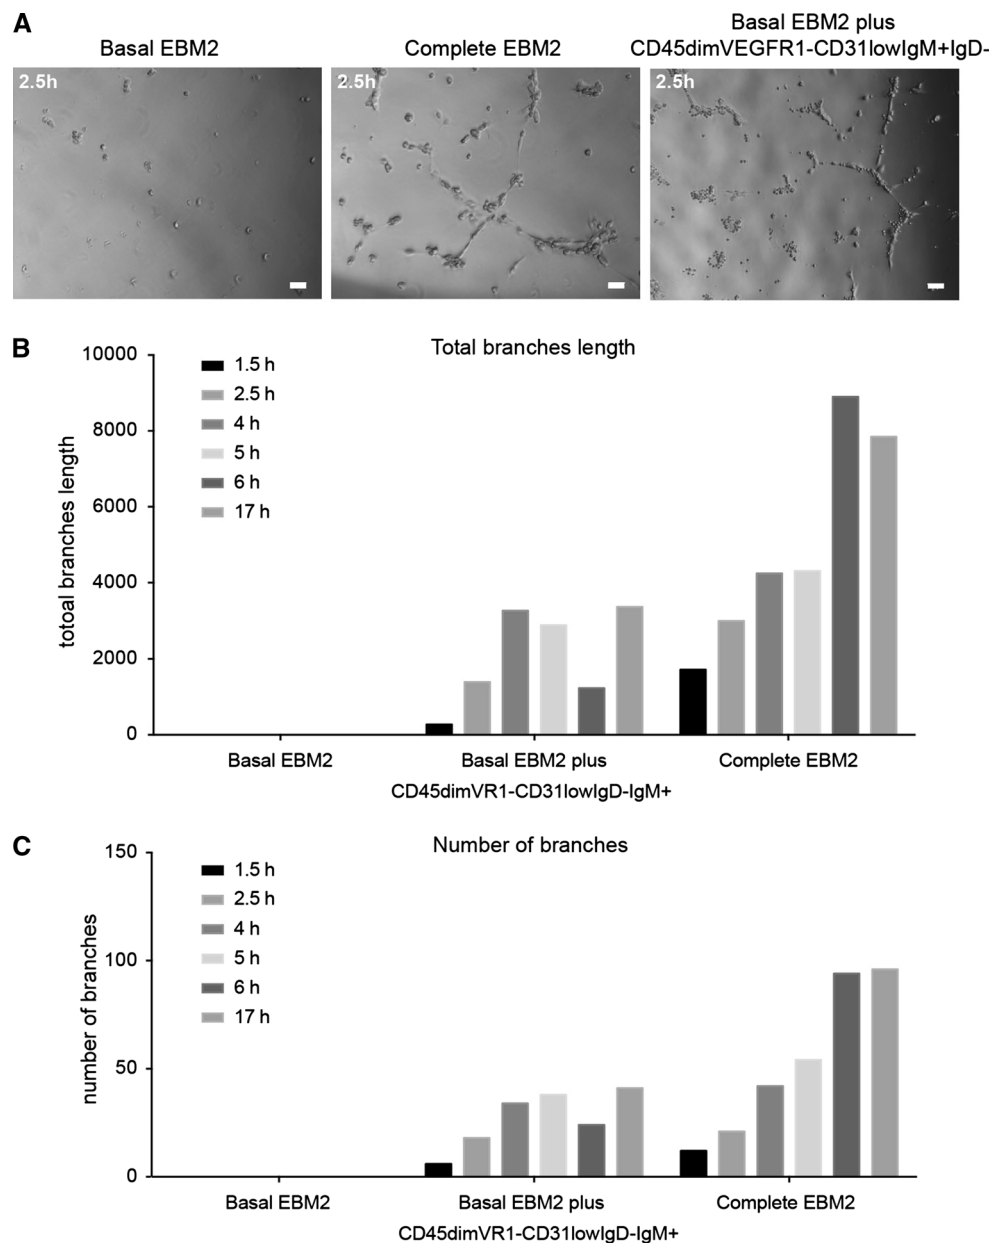 A
Basal EBM2
Complete EBM2
Basal EBM2 plus
CD45dimVEGFR1-CD31lowIgM+IgD-
2.5h
2.5h
2.5h
B
Total branches length
10000
8000
6000
4000
2000
0
totoal branches length
1.5 h
2.5 h
4 h
5 h
6 h
17 h
Basal EBM2
Basal EBM2 plus
CD45dimVR1-CD31lowIgD-IgM+
Complete EBM2
C
Number of branches
150
100
50
0
number of branches
1.5 h
2.5 h
4 h
5 h
6 h
17 h
Basal EBM2
Basal EBM2 plus
CD45dimVR1-CD31lowIgD-IgM+
Complete EBM2